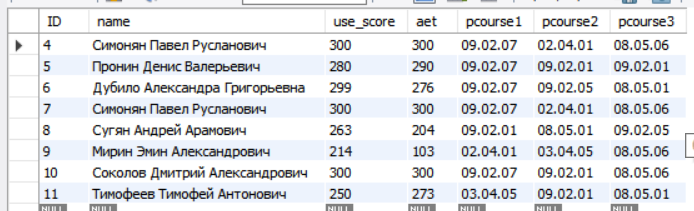 ID name use_score aet pcourse1 pcourse2 pcourse3
4 Симонян Павел Русланович 300 300 09.02.07 02.04.01 08.05.06
5 Пронин Денис Валерьевич 280 290 09.02.07 09.02.01 09.02.01
6 Дубило Александра Григорьевна 299 276 09.02.07 09.02.05 08.05.01
7 Симонян Павел Русланович 300 300 09.02.07 02.04.01 08.05.06
8 Сугян Андрей Арамович 263 204 09.02.01 08.05.01 09.02.05
9 Мирин Эмин Александрович 214 103 02.04.01 03.04.05 08.05.06
10 Соколов Дмитрий Александрович 300 300 09.02.07 09.02.01 08.05.06
11 Тимофеев Тимофей Антонович 250 273 03.04.05 09.02.01 08.05.01
NULL NULL NULL NULL NULL NULL NULL